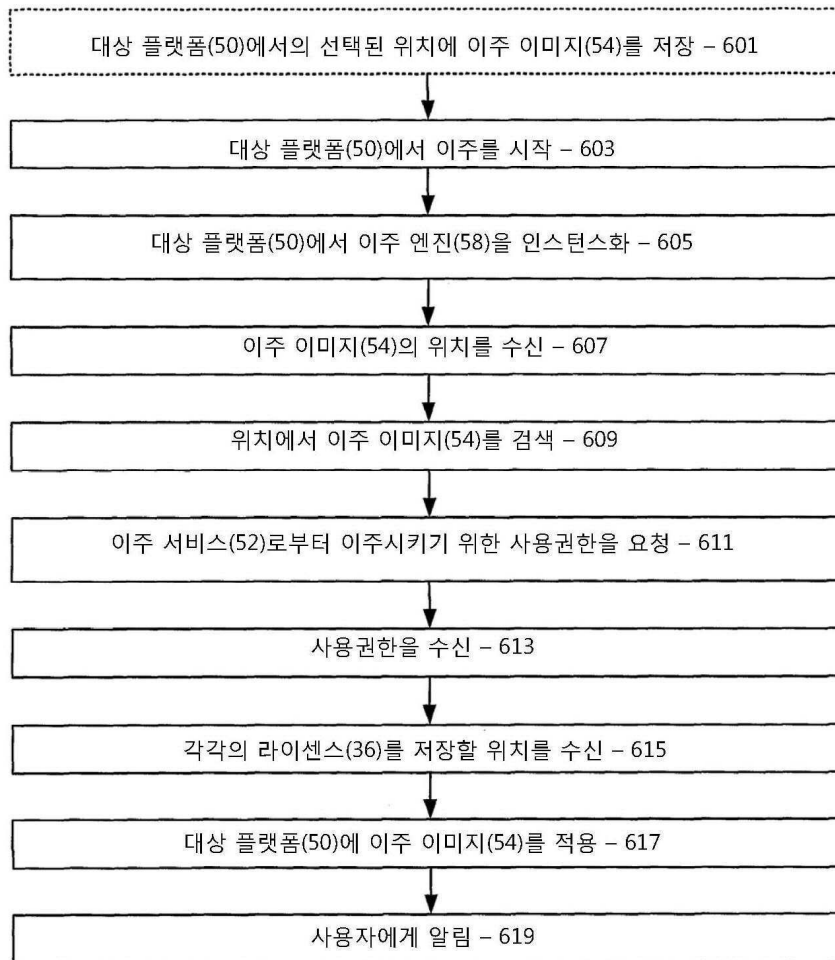 대상 플랫폼(50)에서의 선택된 위치에 이주 이미지(54)를 저장 – 601
대상 플랫폼(50)에서 이주를 시작 – 603
대상 플랫폼(50)에서 이주 엔진(58)을 인스턴스화 – 605
이주 이미지(54)의 위치를 수신 – 607
위치에서 이주 이미지(54)를 검색 – 609
이주 서비스(52)로부터 이주시키기 위한 사용권한을 요청 – 611
사용권한을 수신 – 613
각각의 라이센스(36)를 저장할 위치를 수신 – 615
대상 플랫폼(50)에 이주 이미지(54)를 적용 – 617
사용자에게 알림 – 619